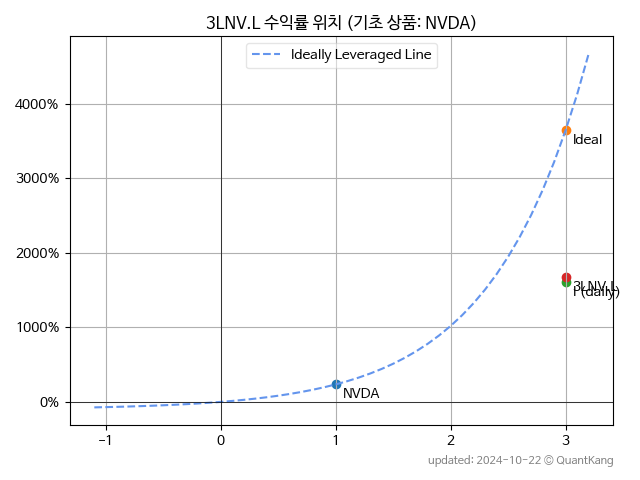 3LNV.L 수익률 위치 (기초 상품: NVDA)
Ideally Leveraged Line
4000%
3000%
2000%
1000%
0%
Ideal
3LNV.L
(daily)
NVDA
-1
0
1
2
3
updated: 2024-10-22 © QuantKang